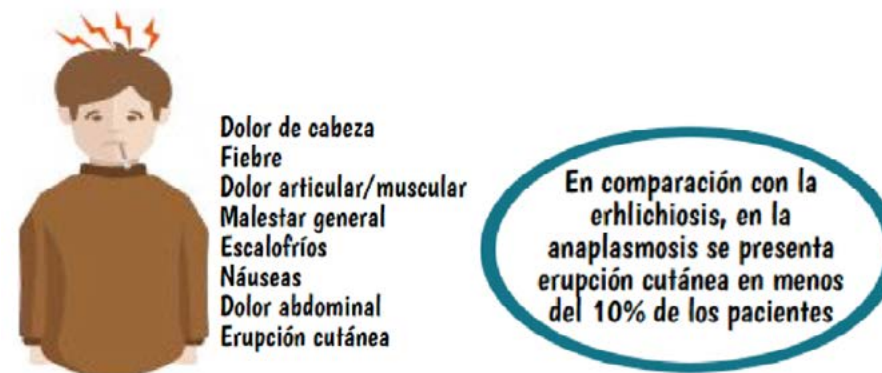 Dolor de cabeza
Fiebre
Dolor articular/muscular
Malestar general
Escalofríos
Náuseas
Dolor abdominal
Erupción cutánea
En comparación con la
erhlichiosis, en la
anaplasmosis se presenta
erupción cutánea en menos
del 10% de los pacientes